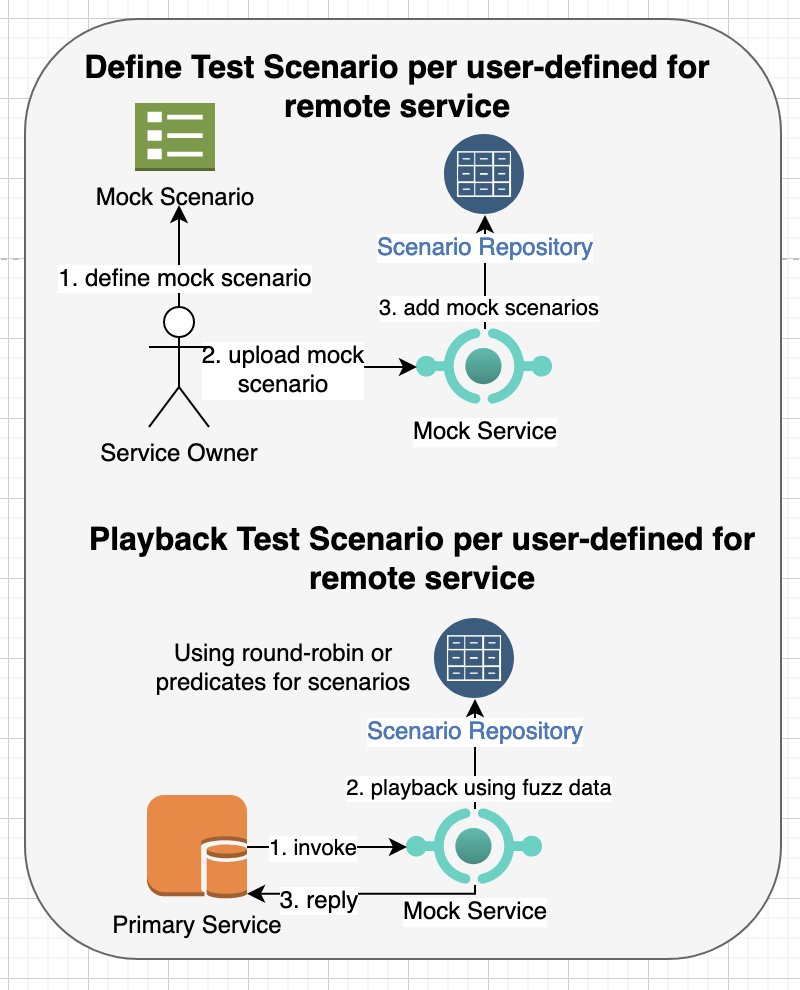 Define Test Scenario per user-defined for
remote service
Mock Scenario
Scenario Repository
1. define mock scenario
3. add mock scenarios
2. upload mock
scenario
Mock Service
Service Owner
Playback Test Scenario per user-defined for
remote service
Using round-robin or
predicates for scenarios
Scenario Repository
2. playback using fuzz data
1. invoke
3. reply
Mock Service
Primary Service